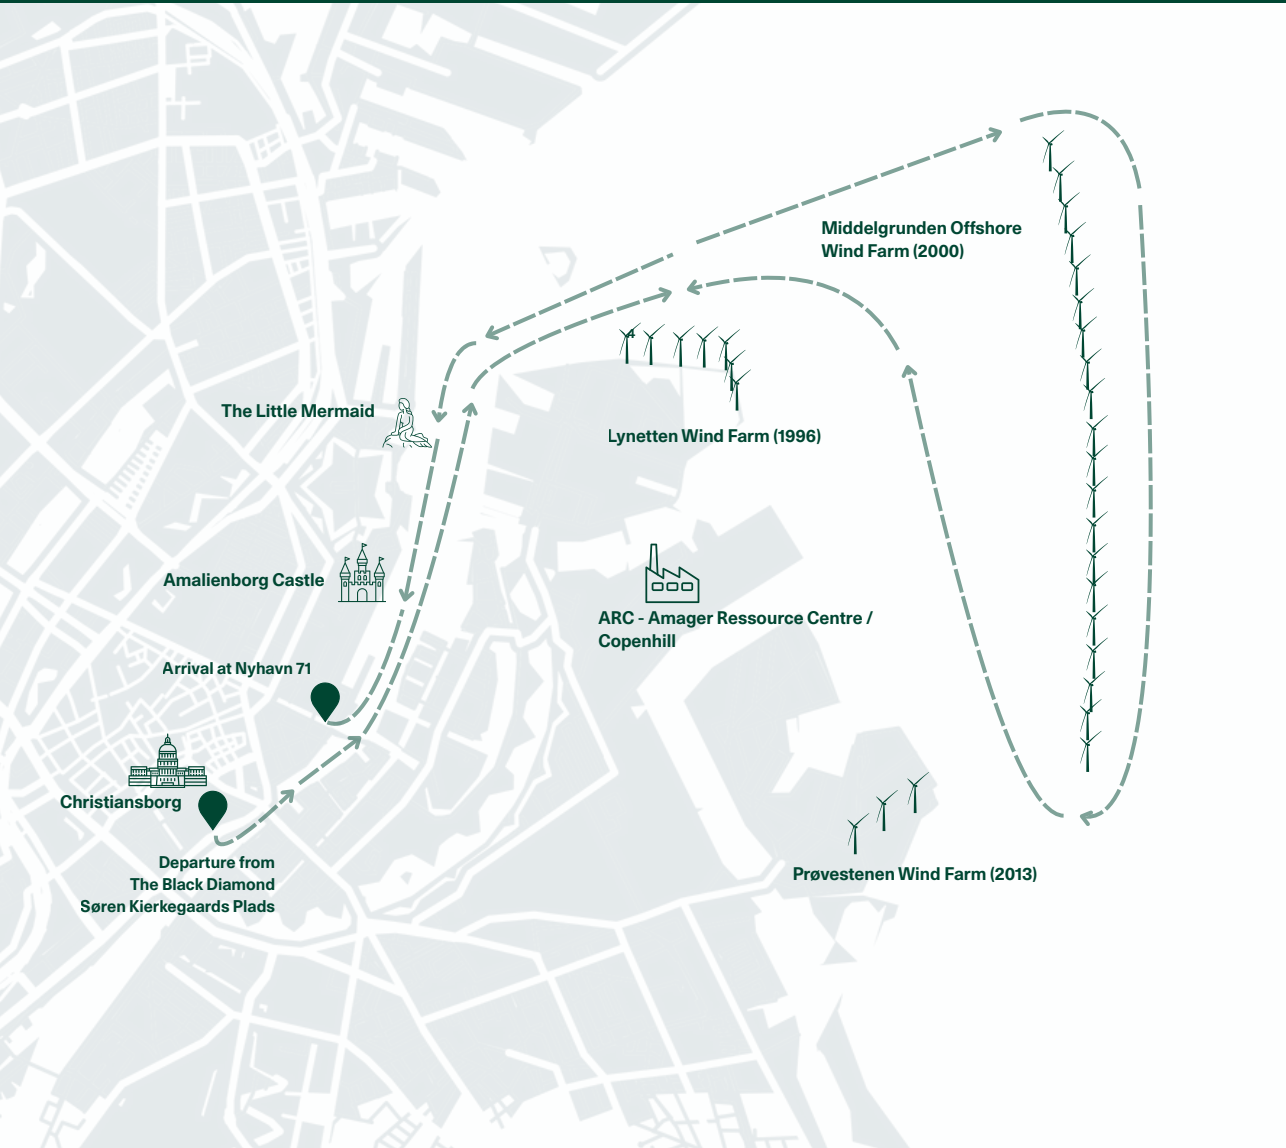 Middelgrunden Offshore
Wind Farm (2000)
4
The Little Mermaid
Lynetten Wind Farm (1996)
Amalienborg Castle
ARC - Amager Ressource Centre /
Copenhill
Arrival at Nyhavn 71
Christiansborg
Departure from
The Black Diamond
Søren Kierkegaards Plads
Prøvestenen Wind Farm (2013)